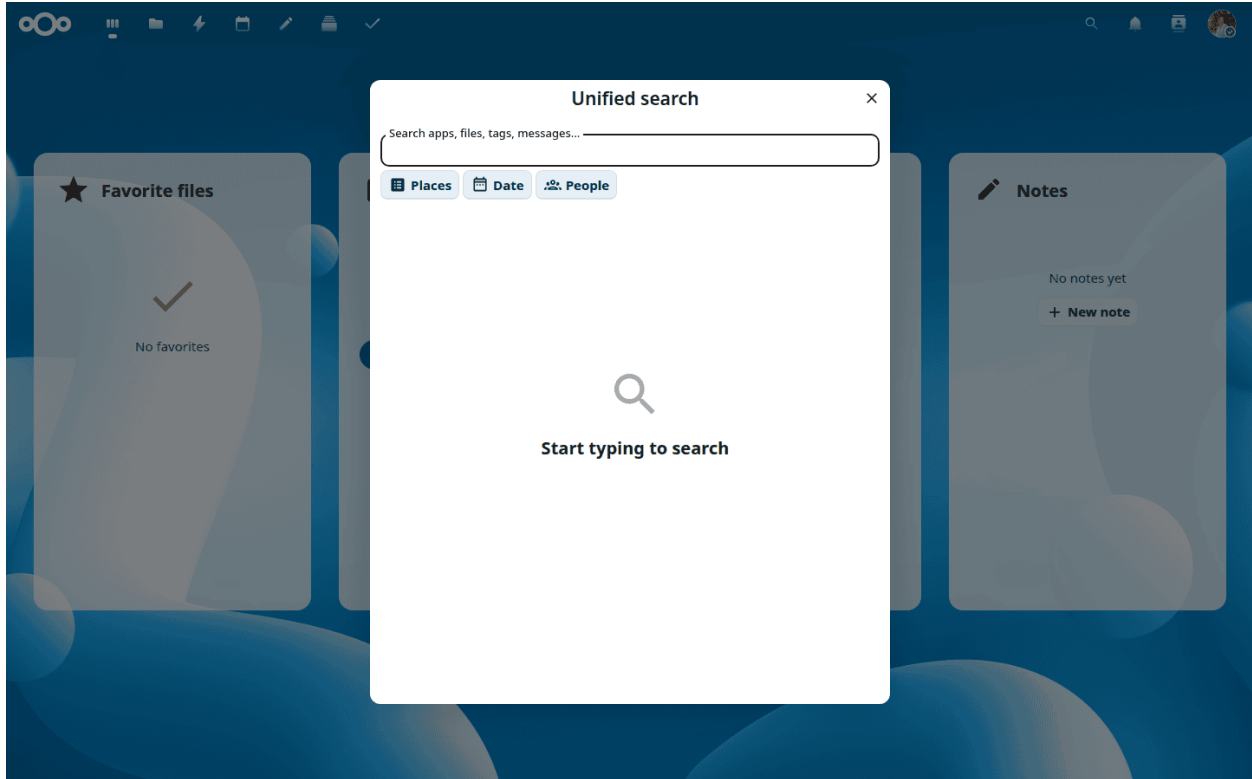 Unified search
Search apps, files, tags, messages...
Places Date People
Favorite files
Notes
No notes yet
+ New note
No favorites
Start typing to search